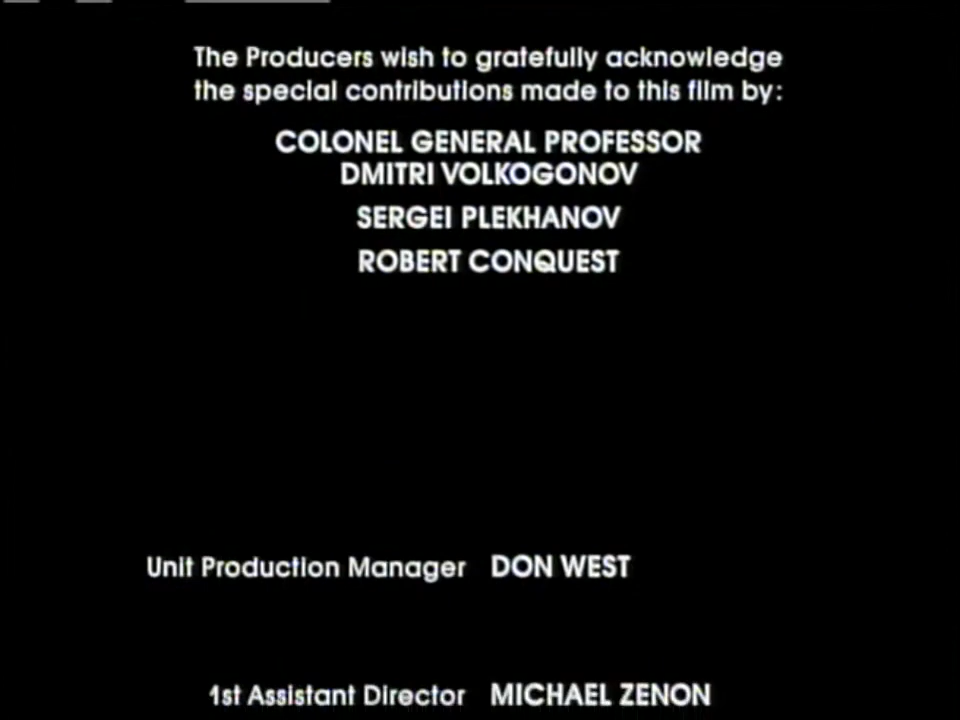 The Producers wish to gratefully acknowledge
the special contributions made to this film by:
COLONEL GENERAL PROFESSOR
DMITRI VOLKOGONOV
SERGEI PLEKHANOV
ROBERT CONQUEST
Unit Production Manager DON WEST
1st Assistant Director MICHAEL ZENON